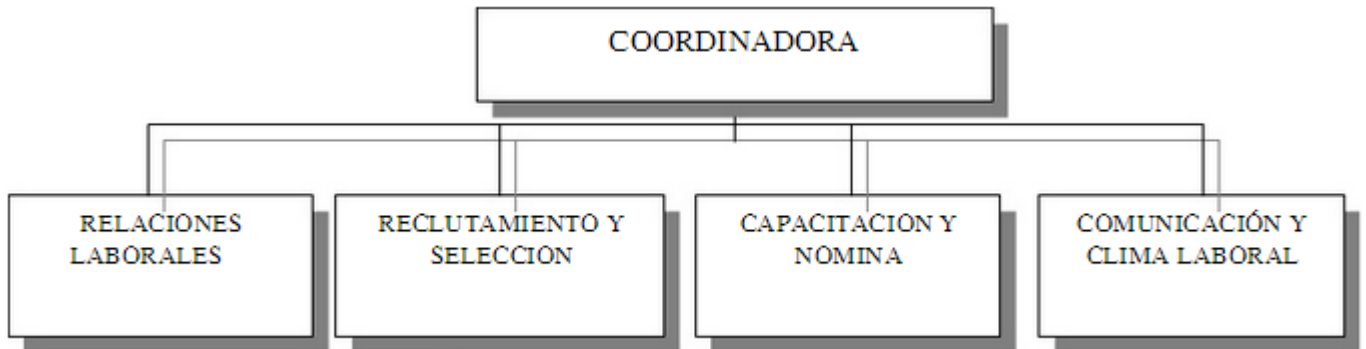 COORDINADORA
RELACIONES
LABORALES
RECLUTAMIENTO Y
SELECCION
CAPACITACION Y
NOMINA
COMUNICACIÓN Y
CLIMA LABORAL